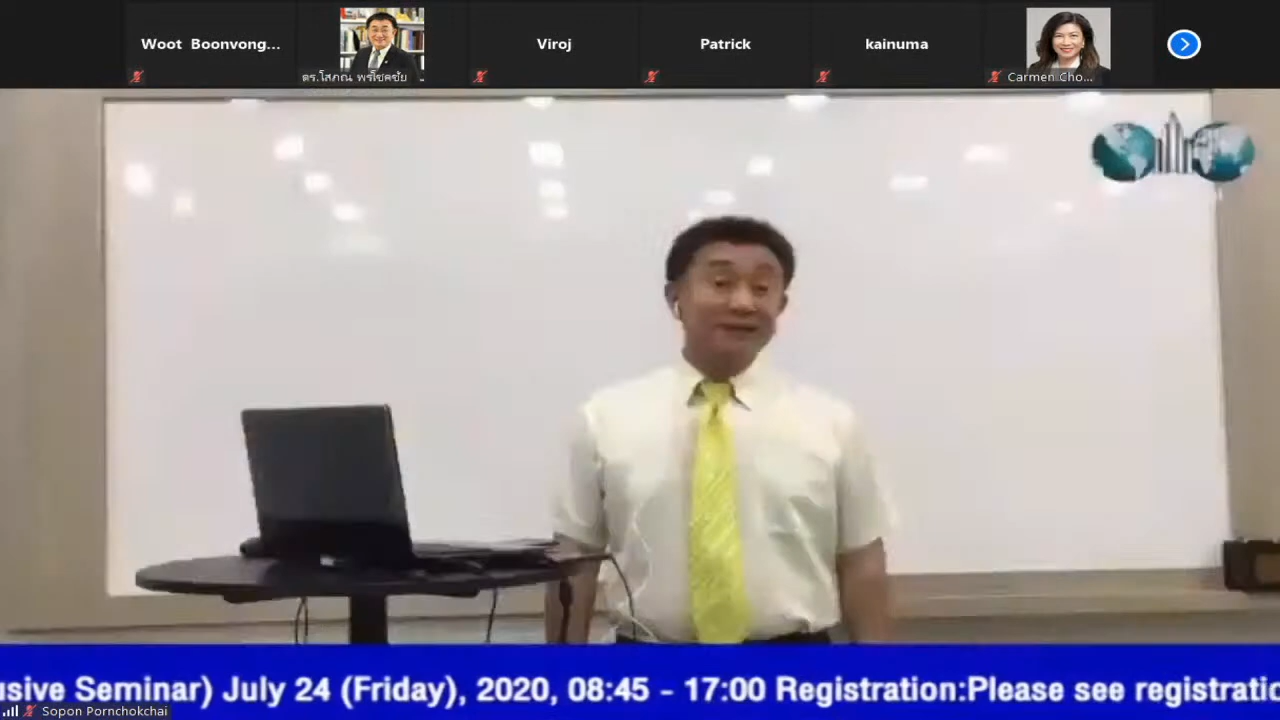 Woot Boonvong...
Viroj
Patrick
kainuma
ดร.โสภณ พรโชคชัย
Carmen Cho...
usive Seminar) July 24 (Friday), 2020, 08:45 - 17:00 Registration:Please see registratio
Sopon Pornchokchai